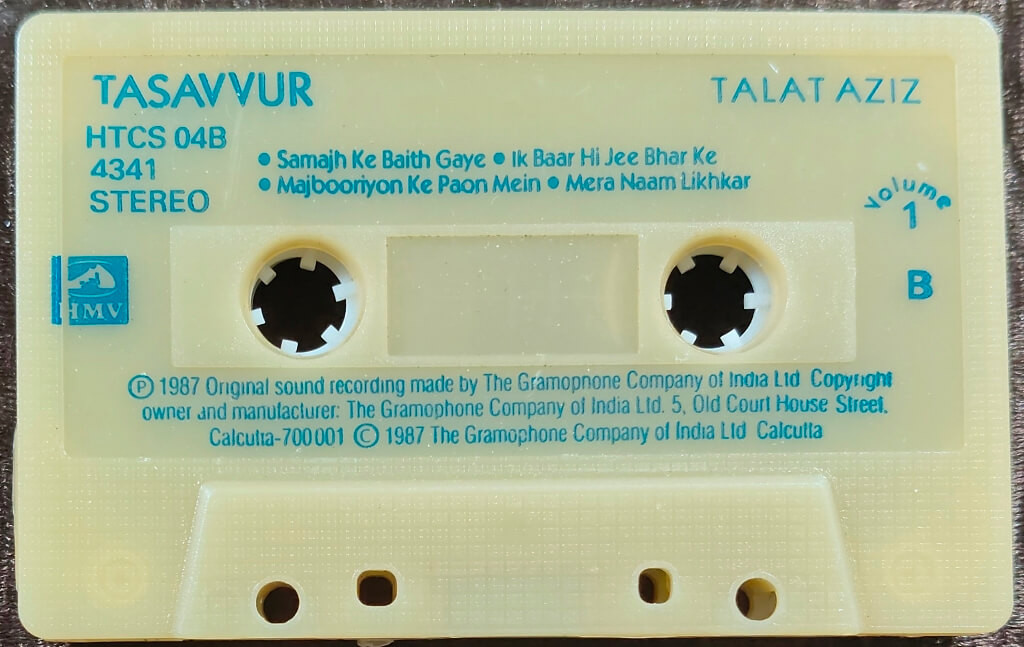 TASAVVUR
TALAT AZIZ
HTCS 04B
4341
STEREO
• Samajh Ke Baith Gaye • Ik Baar Hi Jee Bhar Ke
• Majbooriyon Ke Paon Mein • Mera Naam Likhkar
Volume
1
B
HMV
Ⓟ 1987 Original sound recording made by The Gramophone Company of India Ltd Copyright
owner and manufacturer: The Gramophone Company of India Ltd. 5, Old Court House Street.
Calcutta-700001 © 1987 The Gramophone Company of India Ltd Calcutta